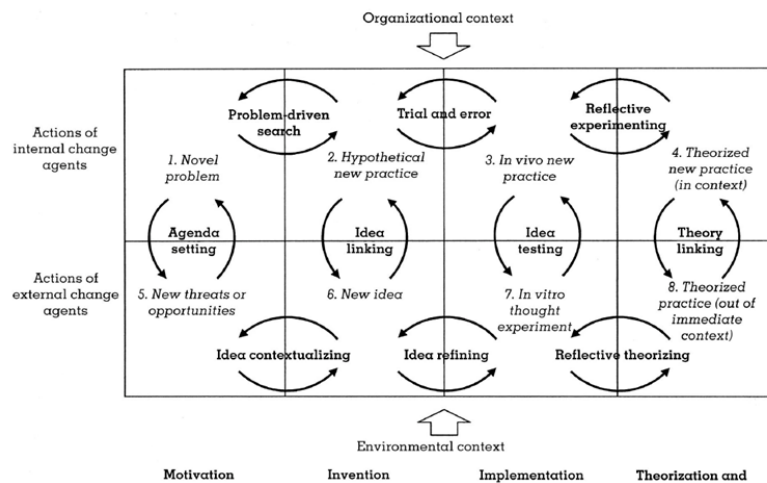 Organizational context
Problem-driven
search
Trial and error
Reflective
experimenting
Actions of
internal change
agents
1. Novel
problem
2. Hypothetical
new practice
3. In vivo new
practice
4. Theorized
new practice
(in context)
Agenda
setting
Idea
linking
Idea
testing
Theory
linking
Actions of
external change
agents
5. New threats or
opportunities
6. New idea
7. In vitro
thought
experiment
8. Theorized
practice (out of
immediate
context)
Idea contextualizing
Idea refining
Reflective theorizing
Environmental context
Motivation
Invention
Implementation
Theorization and